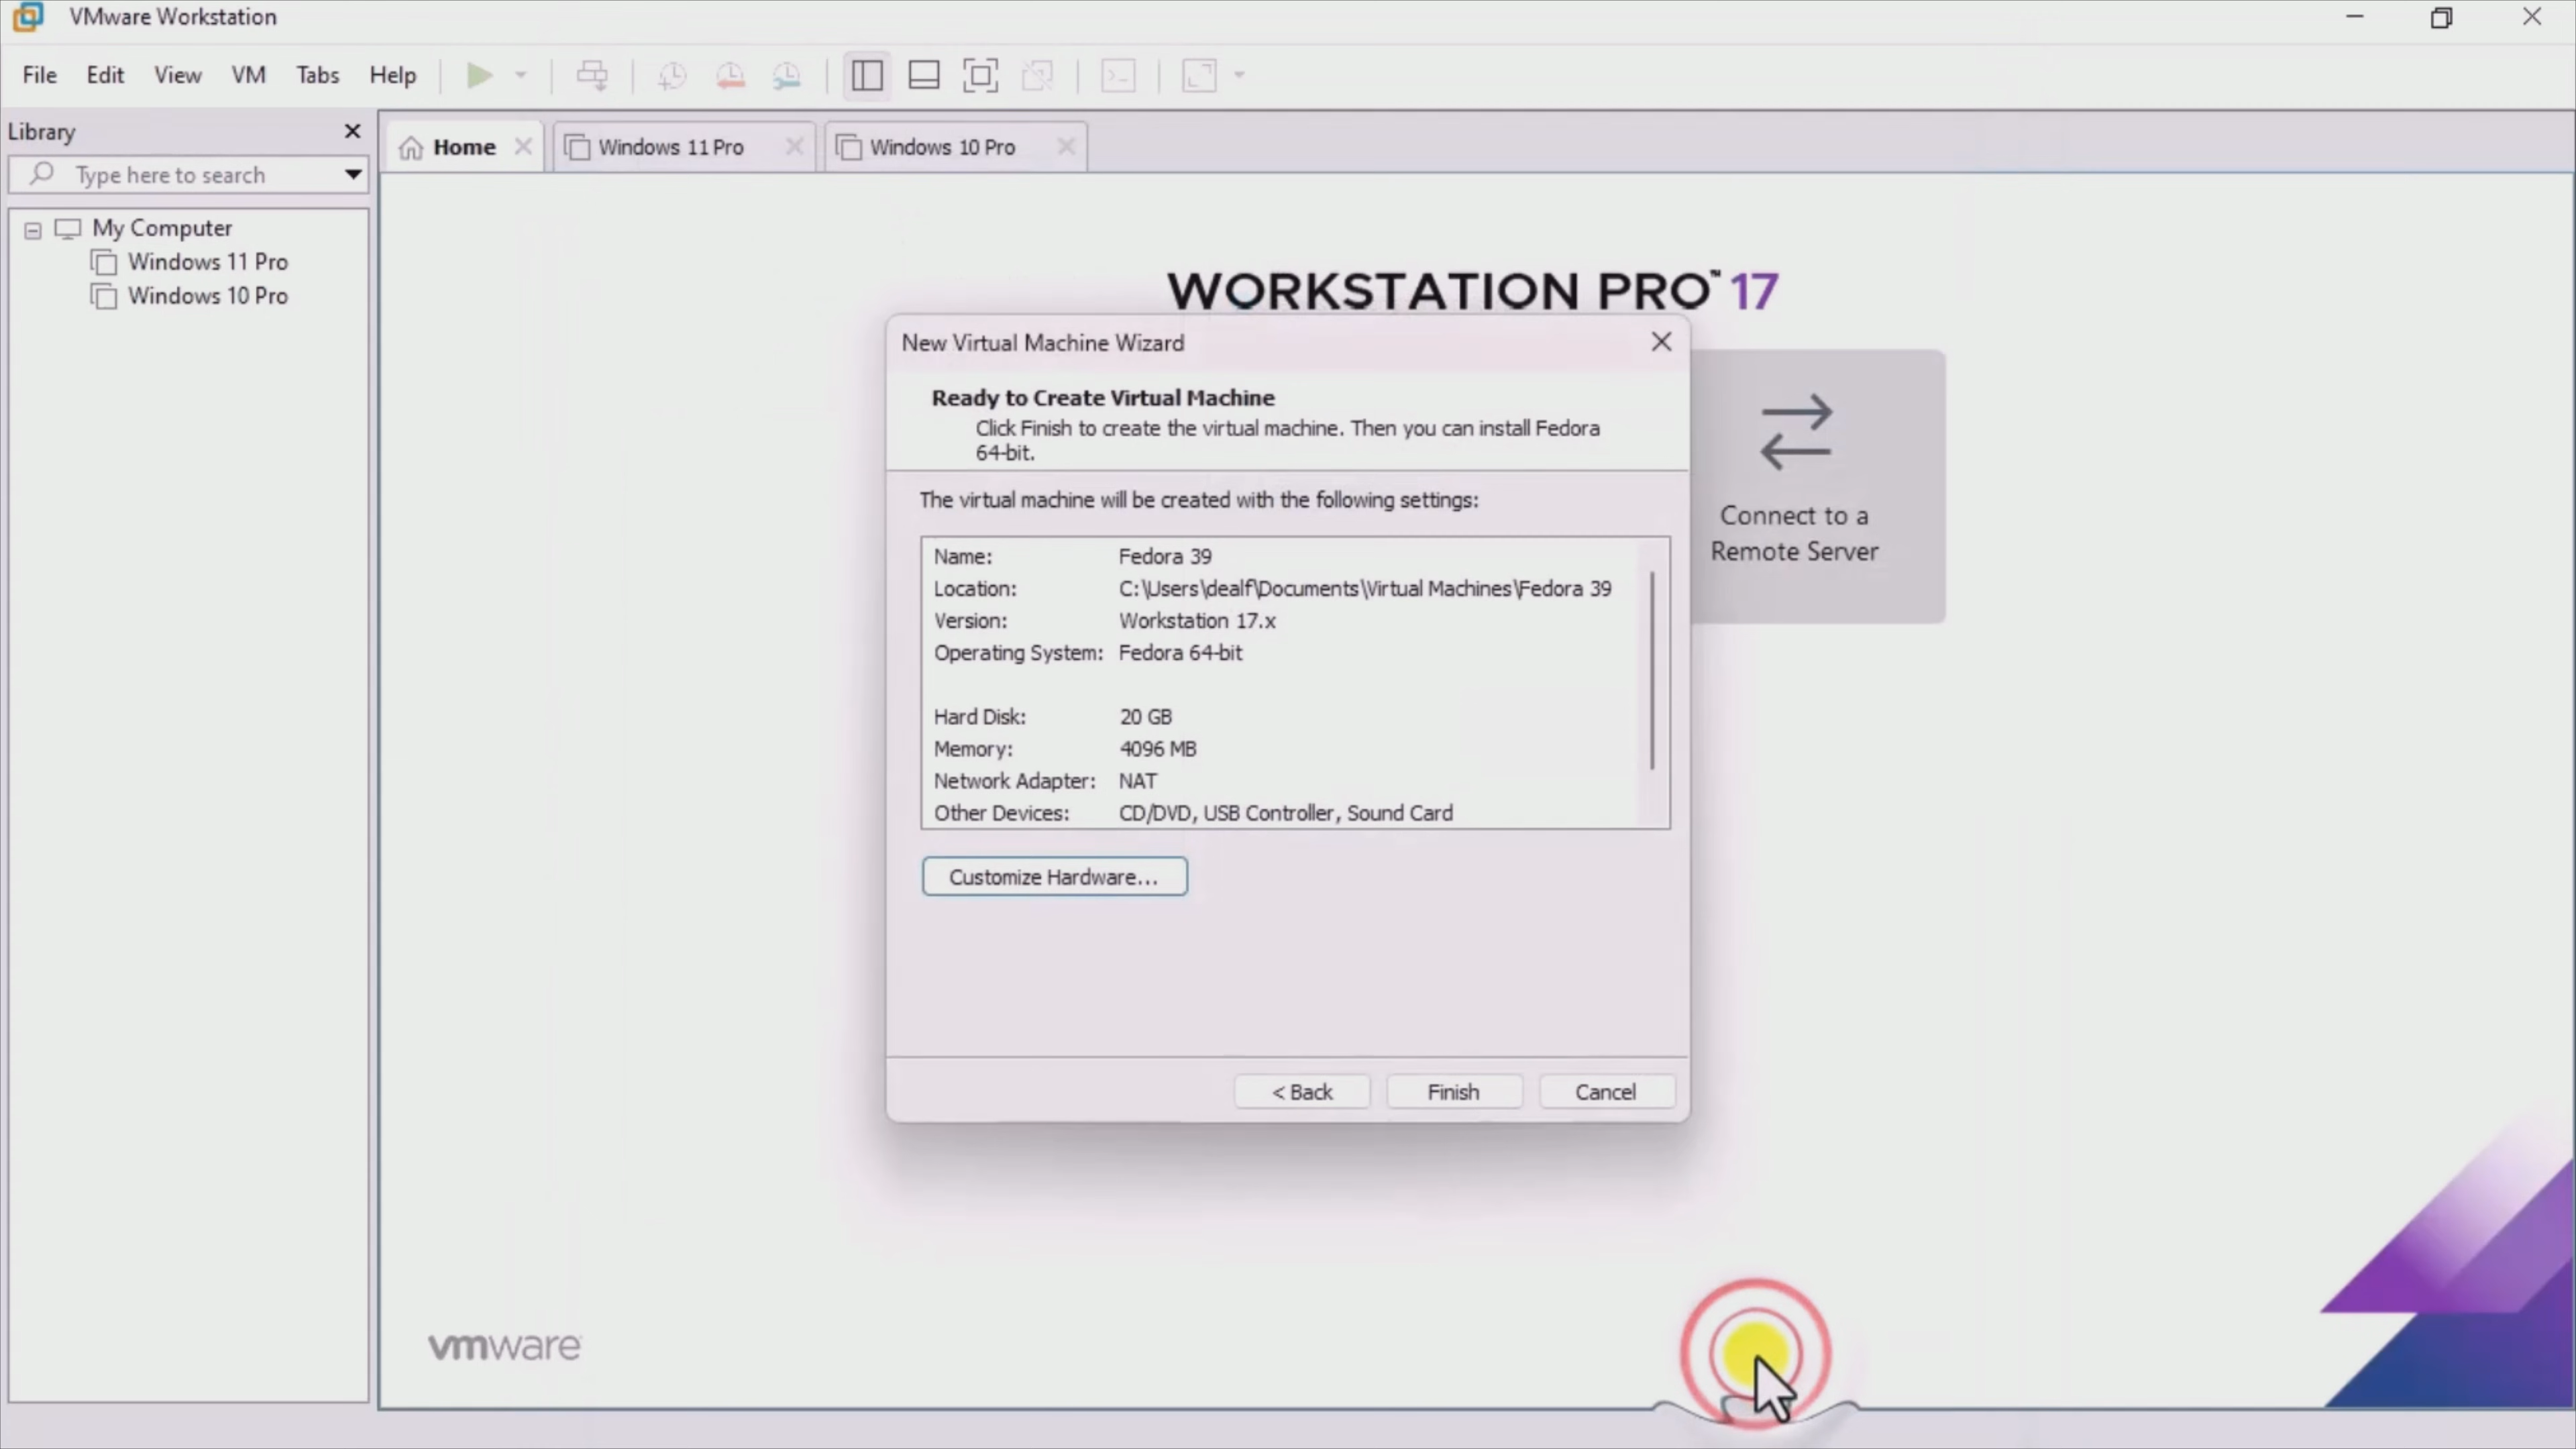 VMware Workstation
File Edit View VM Tabs Help
Library
Type here to search
My Computer
Windows 11 Pro
Windows 10 Pro
Home
Windows 11 Pro
Windows 10 Pro
WORKSTATION PRO™ 17
New Virtual Machine Wizard
Ready to Create Virtual Machine
Click Finish to create the virtual machine. Then you can install Fedora
64-bit.
The virtual machine will be created with the following settings:
Name: Fedora 39
Location: C:\Users\dealf\Documents\Virtual Machines\Fedora 39
Version: Workstation 17.x
Operating System: Fedora 64-bit
Hard Disk: 20 GB
Memory: 4096 MB
Network Adapter: NAT
Other Devices: CD/DVD, USB Controller, Sound Card
Customize Hardware...
< Back Finish Cancel
Connect to a
Remote Server
vmware